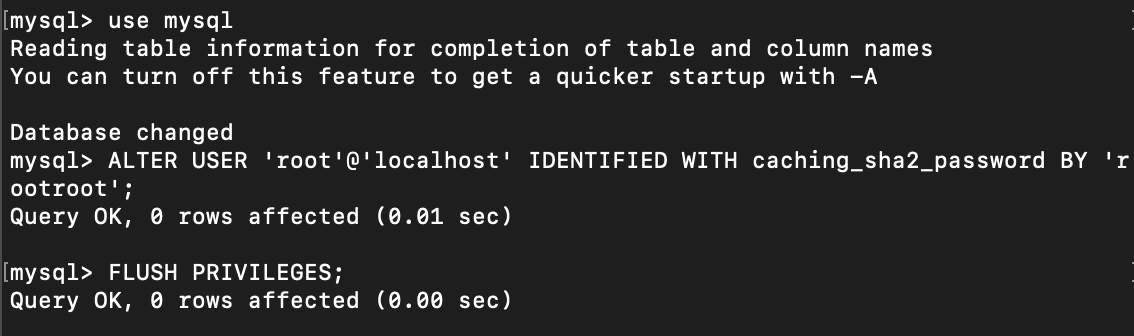 [mysql> use mysql
Reading table information for completion of table and column names
You can turn off this feature to get a quicker startup with -A
Database changed
mysql> ALTER USER 'root'@'localhost' IDENTIFIED WITH caching_sha2_password BY 'r
ootroot';
Query OK, 0 rows affected (0.01 sec)
[mysql> FLUSH PRIVILEGES;
Query OK, 0 rows affected (0.00 sec)